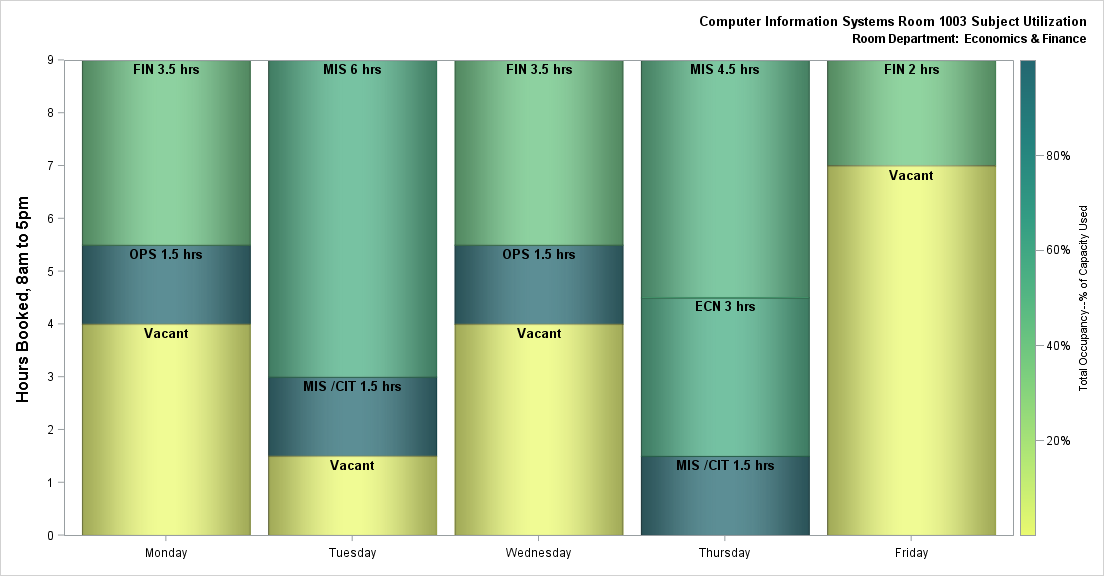 Computer Information Systems Room 1003 Subject Utilization
Room Department: Economics & Finance
Hours Booked, 8am to 5pm
9
8
7
6
5
4
3
2
1
0
FIN 3.5 hrs
OPS 1.5 hrs
Vacant
MIS 6 hrs
MIS /CIT 1.5 hrs
Vacant
FIN 3.5 hrs
OPS 1.5 hrs
Vacant
MIS 4.5 hrs
ECN 3 hrs
MIS /CIT 1.5 hrs
FIN 2 hrs
Vacant
Monday
Tuesday
Wednesday
Thursday
Friday
80%
60%
40%
20%
Total Occupancy--% of Capacity Used